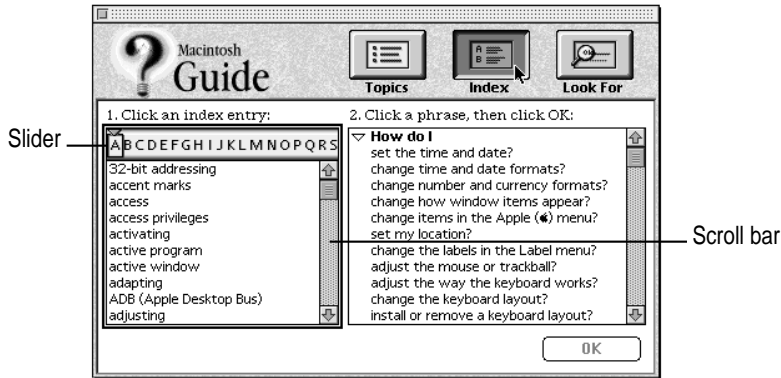 Macintosh
Guide
Topics
A
B
Index
Look For
1. Click an index entry:
2. Click a phrase, then click OK:
Slider
A B C D E F G H I J K L M N O P Q R S
32-bit addressing
accent marks
access
access privileges
activating
active program
active window
adapting
ADB (Apple Desktop Bus)
adjusting
How do I
set the time and date?
change time and date formats?
change number and currency formats?
change how window items appear?
change items in the Apple () menu?
set my location?
change the labels in the Label menu?
adjust the mouse or trackball?
adjust the way the keyboard works?
change the keyboard layout?
install or remove a keyboard layout?
Scroll bar
OK